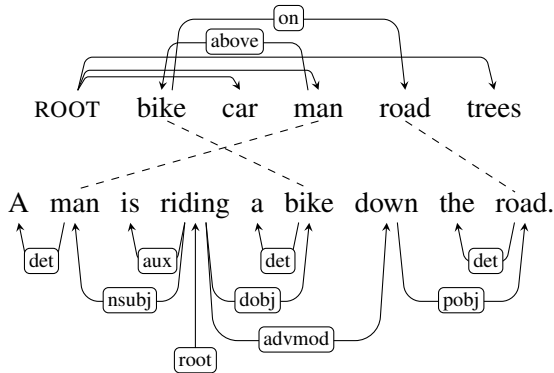 on
above
ROOT bike car man road trees
A man is riding a bike down the road.
det aux det det
nsubj dobj pobj
advmod
root